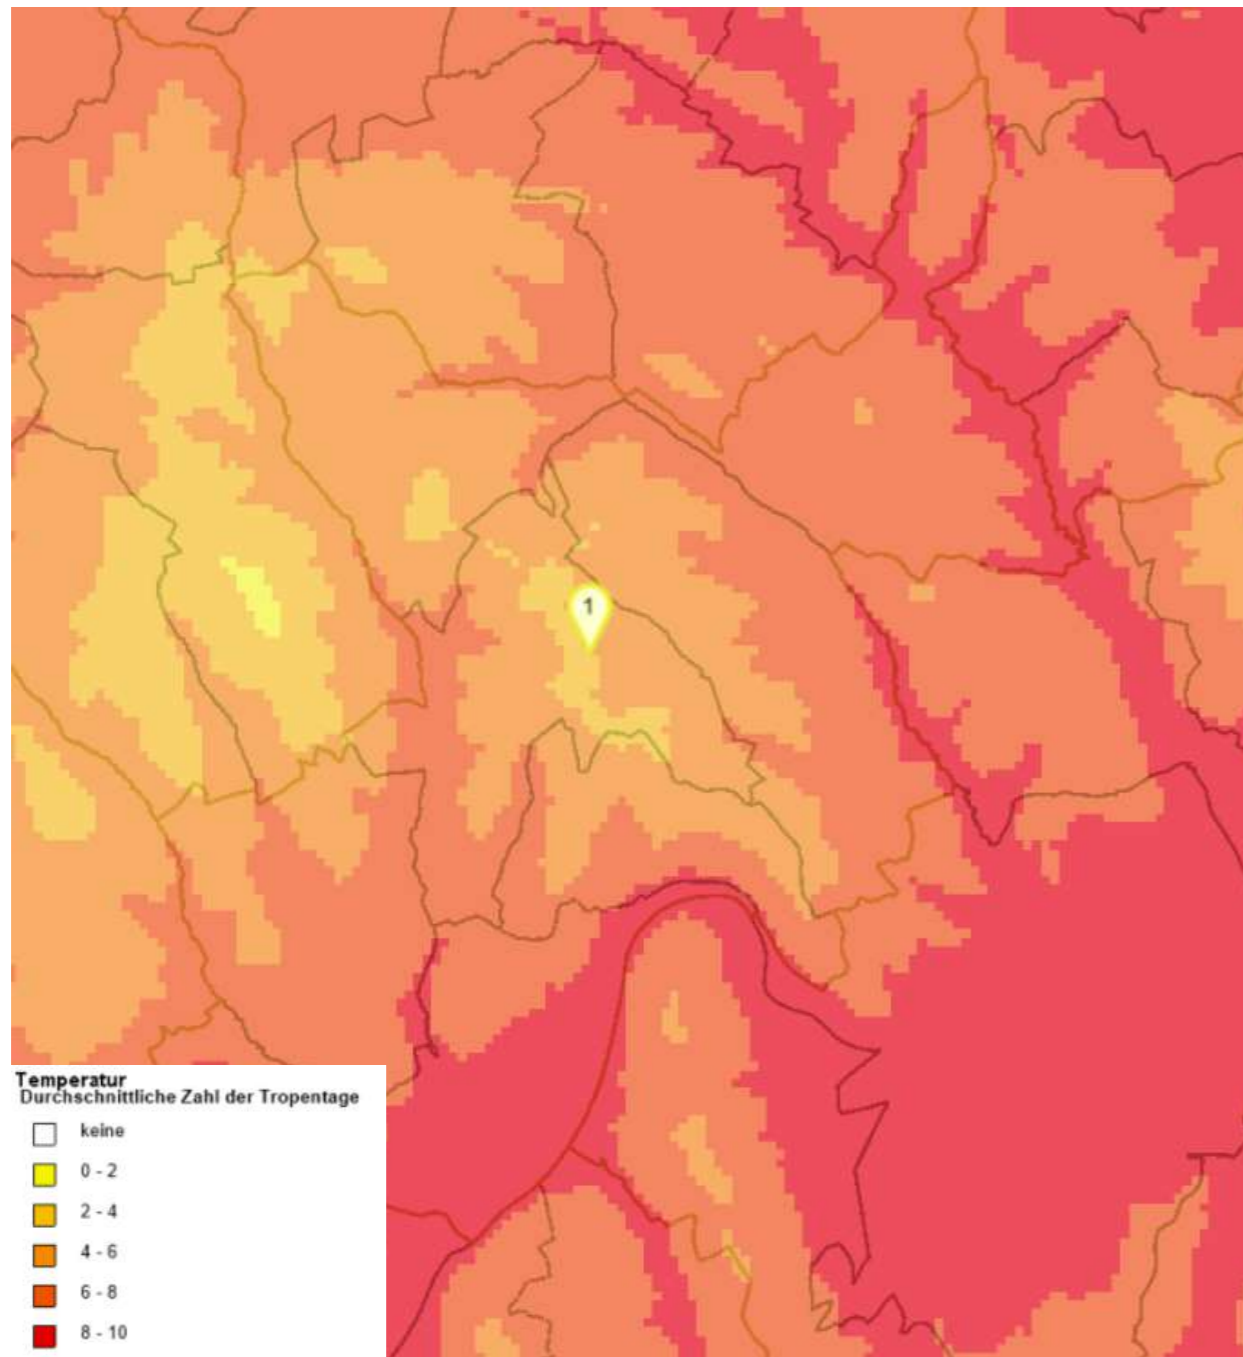 1
Temperatur
Durchschnittliche Zahl der Tropentage
keine
0 - 2
2 - 4
4 - 6
6 - 8
8 - 10